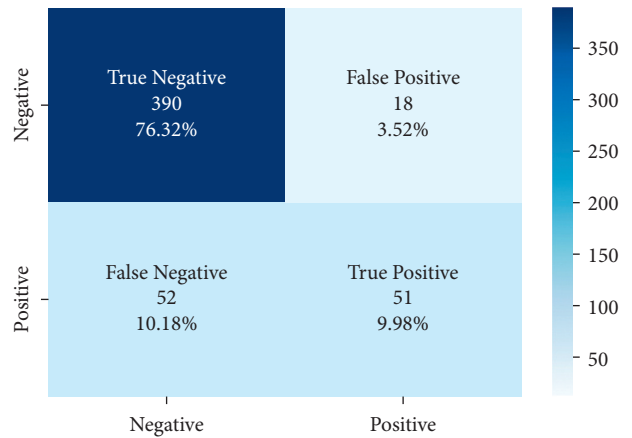 Negative
True Negative
390
76.32%
False Positive
18
3.52%
Positive
False Negative
52
10.18%
True Positive
51
9.98%
Negative
Positive
350
300
250
200
150
100
50